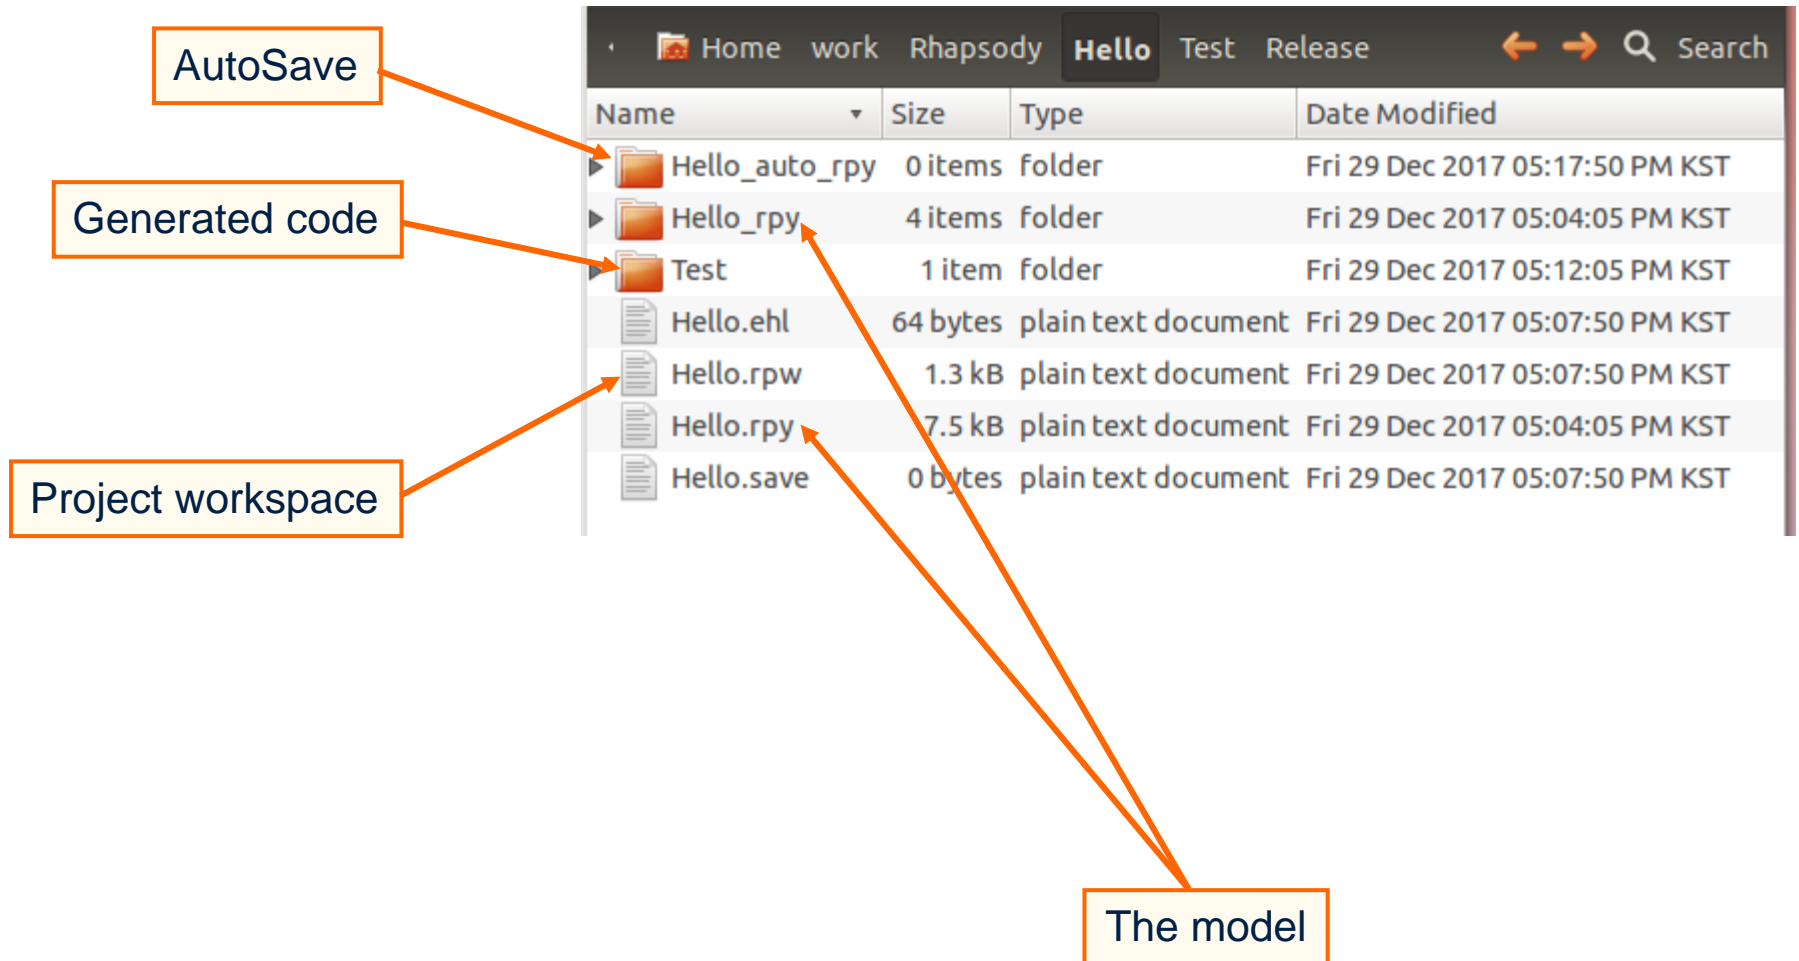 AutoSave
Generated code
Project workspace
Home work Rhapsody Hello Test Release Search
Name Size Type Date Modified
Hello_auto_rpy 0 items folder Fri 29 Dec 2017 05:17:50 PM KST
Hello_rpy 4 items folder Fri 29 Dec 2017 05:04:05 PM KST
Test 1 item folder Fri 29 Dec 2017 05:12:05 PM KST
Hello.ehl 64 bytes plain text document Fri 29 Dec 2017 05:07:50 PM KST
Hello.rpw 1.3 kB plain text document Fri 29 Dec 2017 05:07:50 PM KST
Hello.rpy 7.5 kB plain text document Fri 29 Dec 2017 05:04:05 PM KST
Hello.save 0 bytes plain text document Fri 29 Dec 2017 05:07:50 PM KST
The model